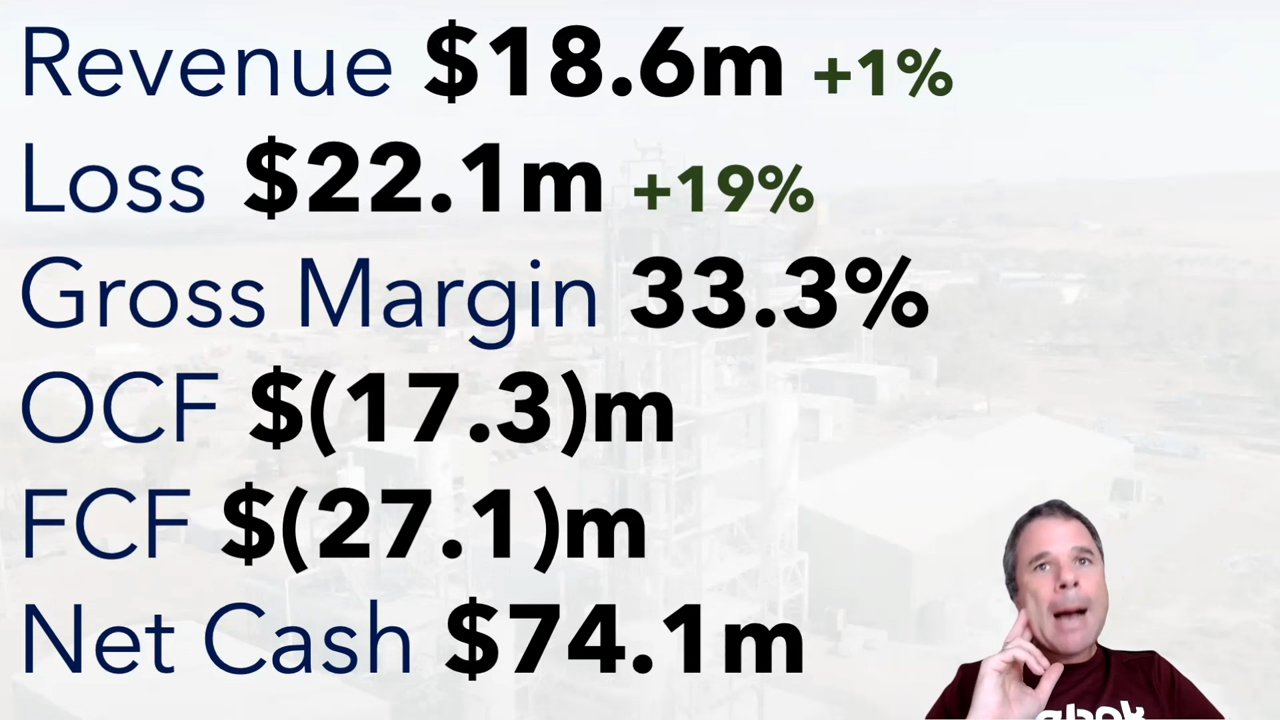 Revenue $18.6m +1%
Loss $22.1m +19%
Gross Margin 33.3%
OCF $(17.3)m
FCF $(27.1)m
Net Cash $74.1m